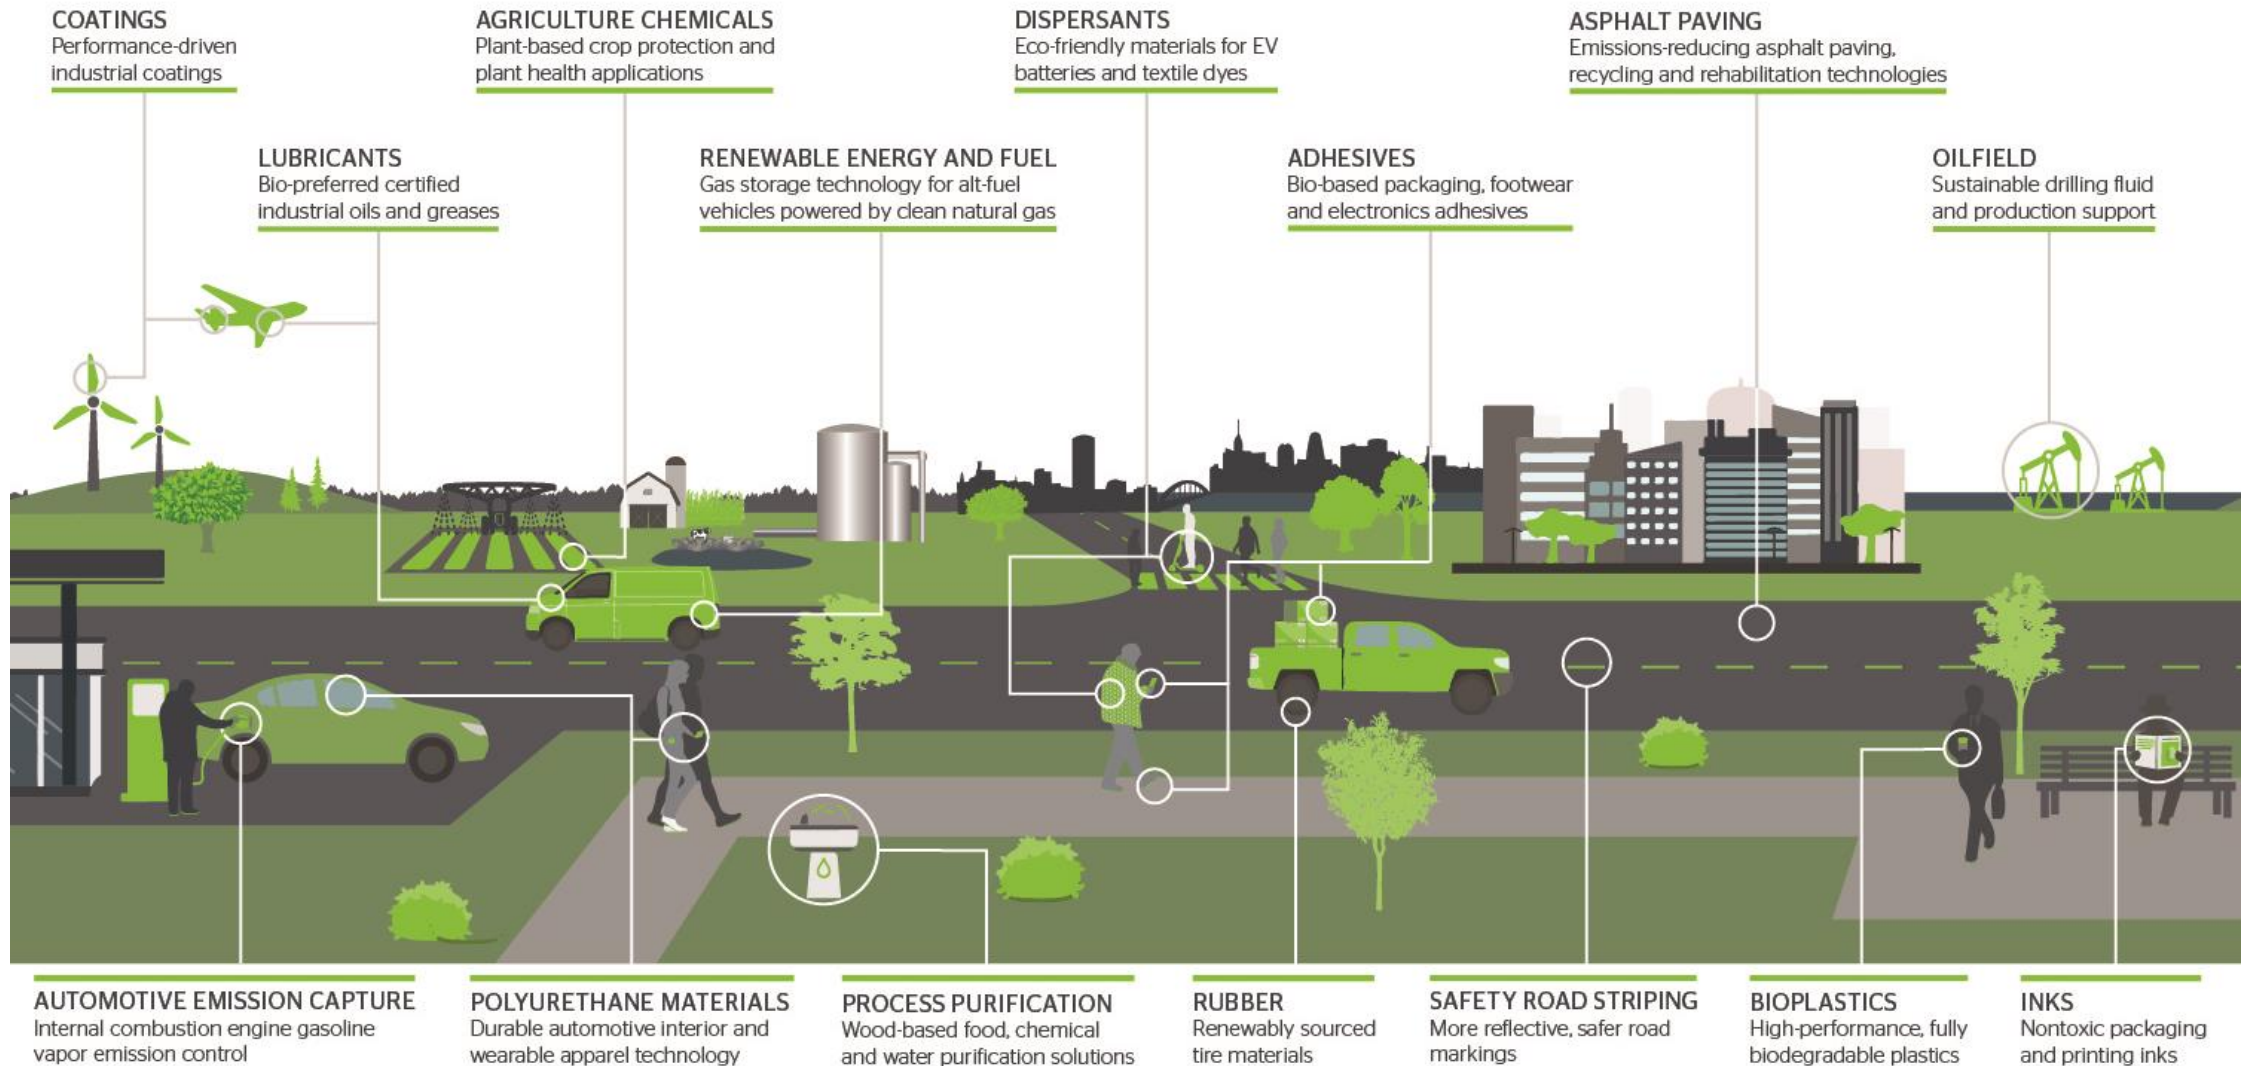 COATINGS
Performance-driven
industrial coatings
AGRICULTURE CHEMICALS
Plant-based crop protection and
plant health applications
DISPERSANTS
Eco-friendly materials for EV
batteries and textile dyes
ASPHALT PAVING
Emissions-reducing asphalt paving,
recycling and rehabilitation technologies
LUBRICANTS
Bio-preferred certified
industrial oils and greases
RENEWABLE ENERGY AND FUEL
Gas storage technology for alt-fuel
vehicles powered by clean natural gas
ADHESIVES
Bio-based packaging, footwear
and electronics adhesives
OILFIELD
Sustainable drilling fluid
and production support
AUTOMOTIVE EMISSION CAPTURE
Internal combustion engine gasoline
vapor emission control
POLYURETHANE MATERIALS
Durable automotive interior and
wearable apparel technology
PROCESS PURIFICATION
Wood-based food, chemical
and water purification solutions
RUBBER
Renewably sourced
tire materials
SAFETY ROAD STRIPING
More reflective, safer road
markings
BIOPLASTICS
High-performance, fully
biodegradable plastics
INKS
Nontoxic packaging
and printing inks